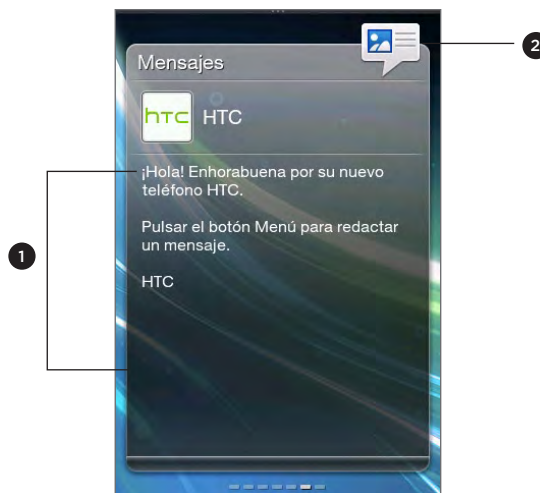 2
Mensajes
hTC HTC
¡Hola! Enhorabuena por su nuevo
teléfono HTC.
Pulsar el botón Menú para redactar
un mensaje.
1
HTC